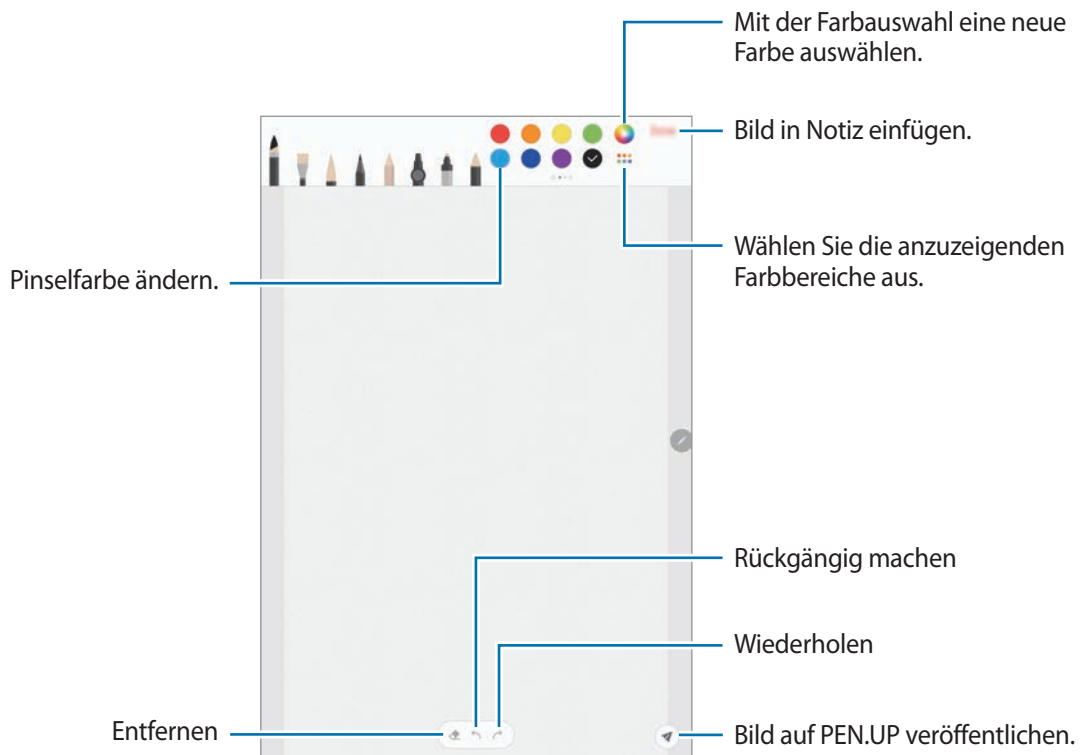 Mit der Farbauswahl eine neue
Farbe auswählen.
Bild in Notiz einfügen.
Wählen Sie die anzuzeigenden
Farbbereiche aus.
Pinselfarbe ändern.
Rückgängig machen
Wiederholen
Entfernen
Bild auf PEN.UP veröffentlichen.